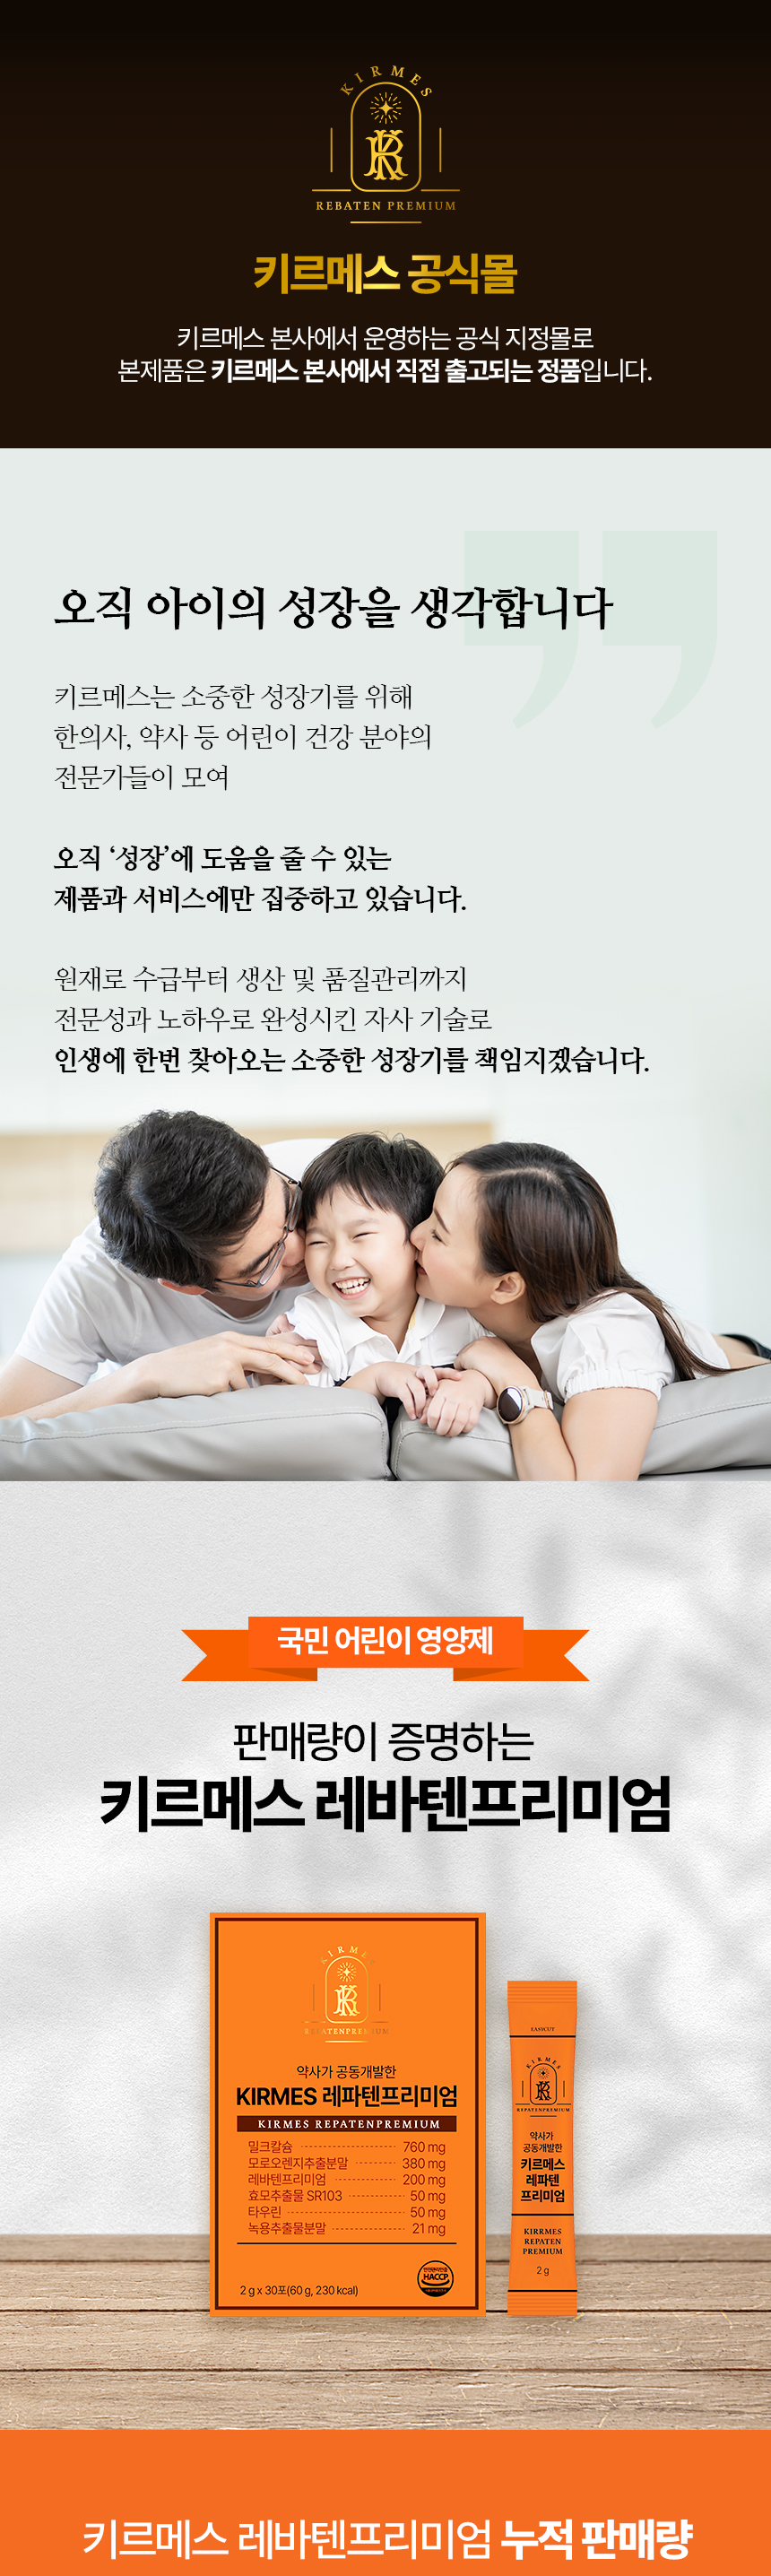 KIRMES
REBATEN PREMIUM
키르메스 공식몰
키르메스 본사에서 운영하는 공식 지정몰로
본제품은 키르메스 본사에서 직접 출고되는 정품입니다.
오직 아이의 성장을 생각합니다
키르메스는 소중한 성장기를 위해
한의사, 약사 등 어린이 건강 분야의
전문가들이 모여
오직 ‘성장’에 도움을 줄 수 있는
제품과 서비스에만 집중하고 있습니다.
원재로 수급부터 생산 및 품질관리까지
전문성과 노하우로 완성시킨 자사 기술로
인생에 한번 찾아오는 소중한 성장기를 책임지겠습니다.
국민 어린이 영양제
판매량이 증명하는
키르메스 레바텐프리미엄
KIRMES
약사가 공동개발한
KIRMES 레파텐프리미엄
KIRMES REPATENPREMIUM
밀크칼슘 760 mg
모로오렌지추출분말 380 mg
레바텐프리미엄 200 mg
효모추출물 SR103 50 mg
타우린 50 mg
녹용추출물분말 21 mg
2 g x 30포(60 g, 230 kcal)
HACCP
EASYCUT
KIRMES
REPATENPREMIUM
약사가
공동개발한
키르메스
레파텐
프리미엄
KIRRMES
REPATEN
PREMIUM
2 g
키르메스 레바텐프리미엄 누적 판매량